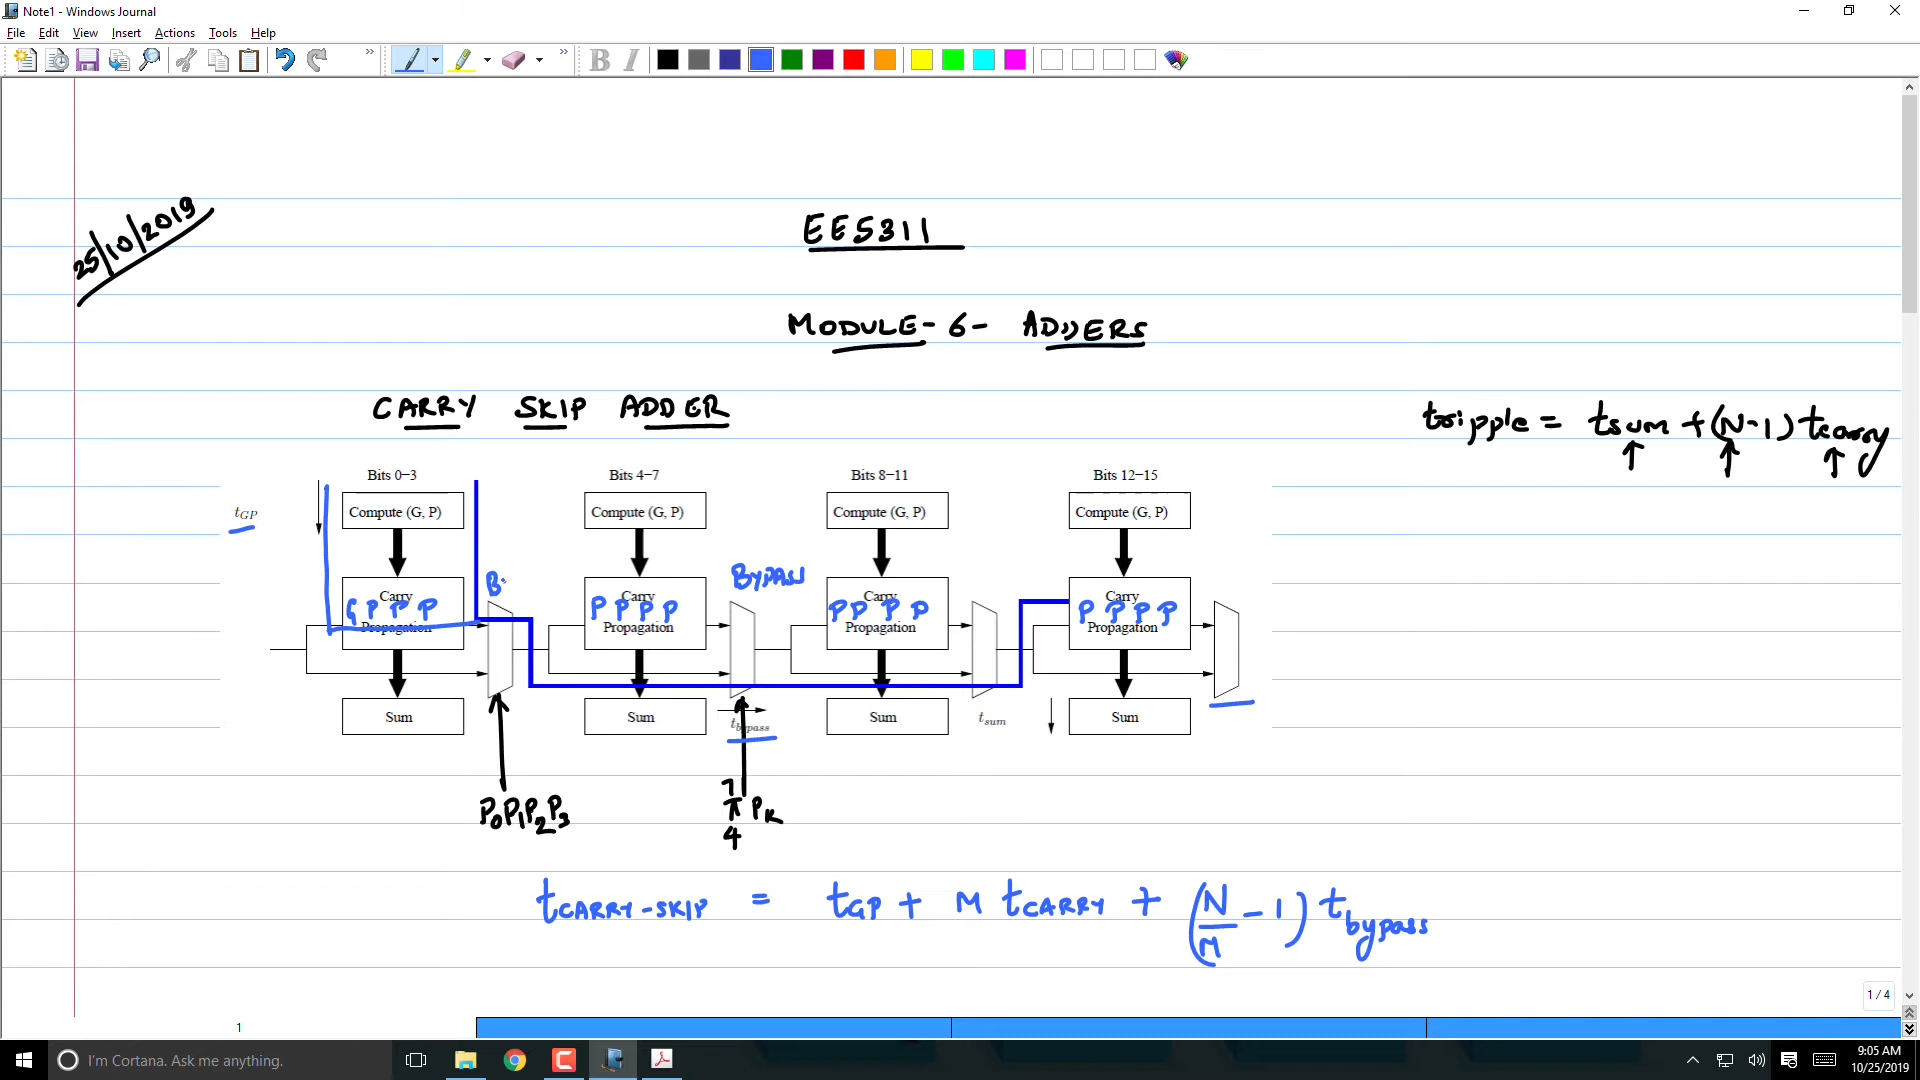 Note1 - Windows Journal
File Edit View Insert Actions Tools Help
25/10/2019
EE5311
MODULE-6- ADDERS
CARRY SKIP ADDER
tripple = tsum + (N-1) tcarry
Bits 0−3 Bits 4−7 Bits 8−11 Bits 12−15
tGP Compute (G, P) Compute (G, P) Compute (G, P) Compute (G, P)
B BYPASS
Carry Carry Carry Carry
G P P P P P P P P P P P P P P P
Propagation Propagation Propagation Propagation
Sum Sum Sum Sum
tbypass tsum
P0P1P2P3
7
π Pk
4
tCARRY-SKIP = tGP + M tCARRY + (N/M - 1) tbypass
1 / 4
1
I'm Cortana. Ask me anything.
9:05 AM
10/25/2019